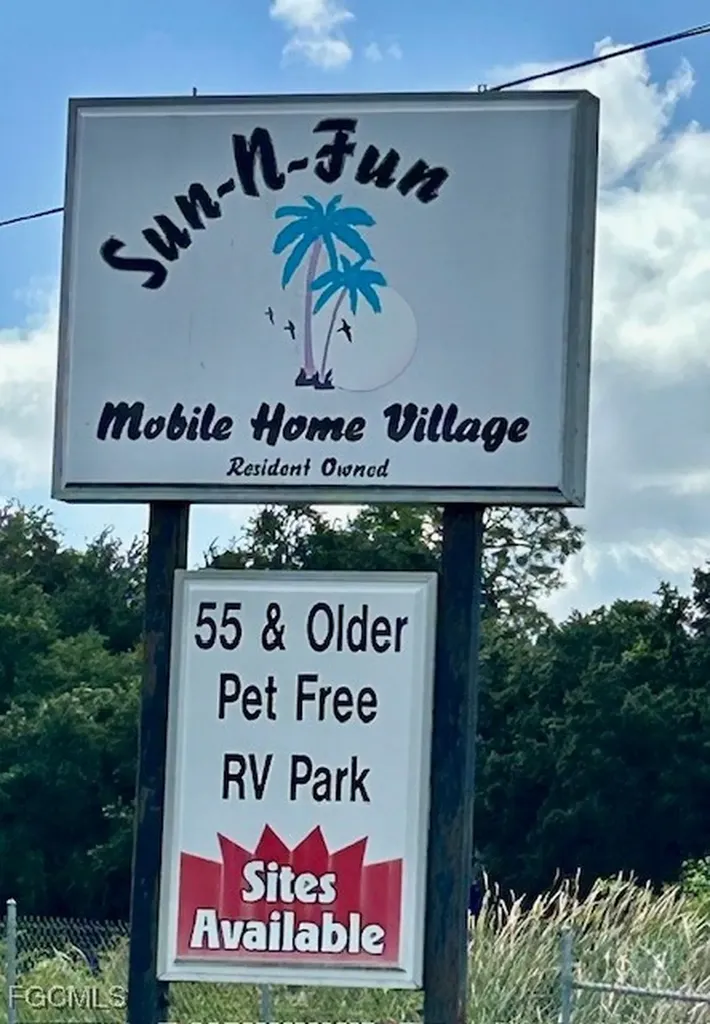 Sun-N-Fun
Mobile Home Village
Resident Owned
55 & Older
Pet Free
RV Park
Sites
Available
FGCMLS